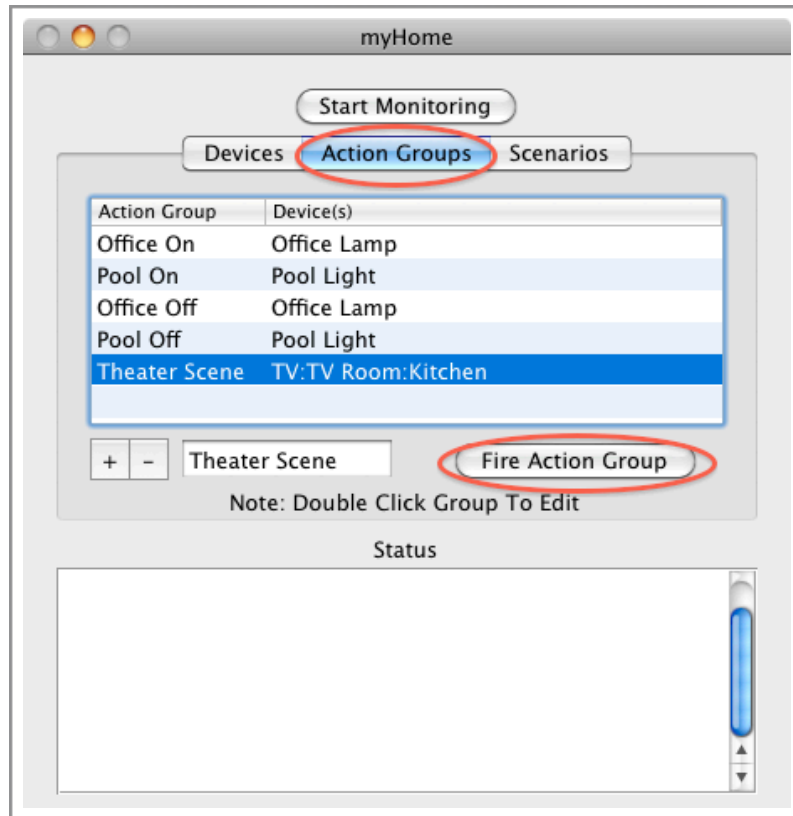 myHome
Start Monitoring
Devices Action Groups Scenarios
Action Group Device(s)
Office On Office Lamp
Pool On Pool Light
Office Off Office Lamp
Pool Off Pool Light
Theater Scene TV:TV Room:Kitchen
+ - Theater Scene Fire Action Group
Note: Double Click Group To Edit
Status